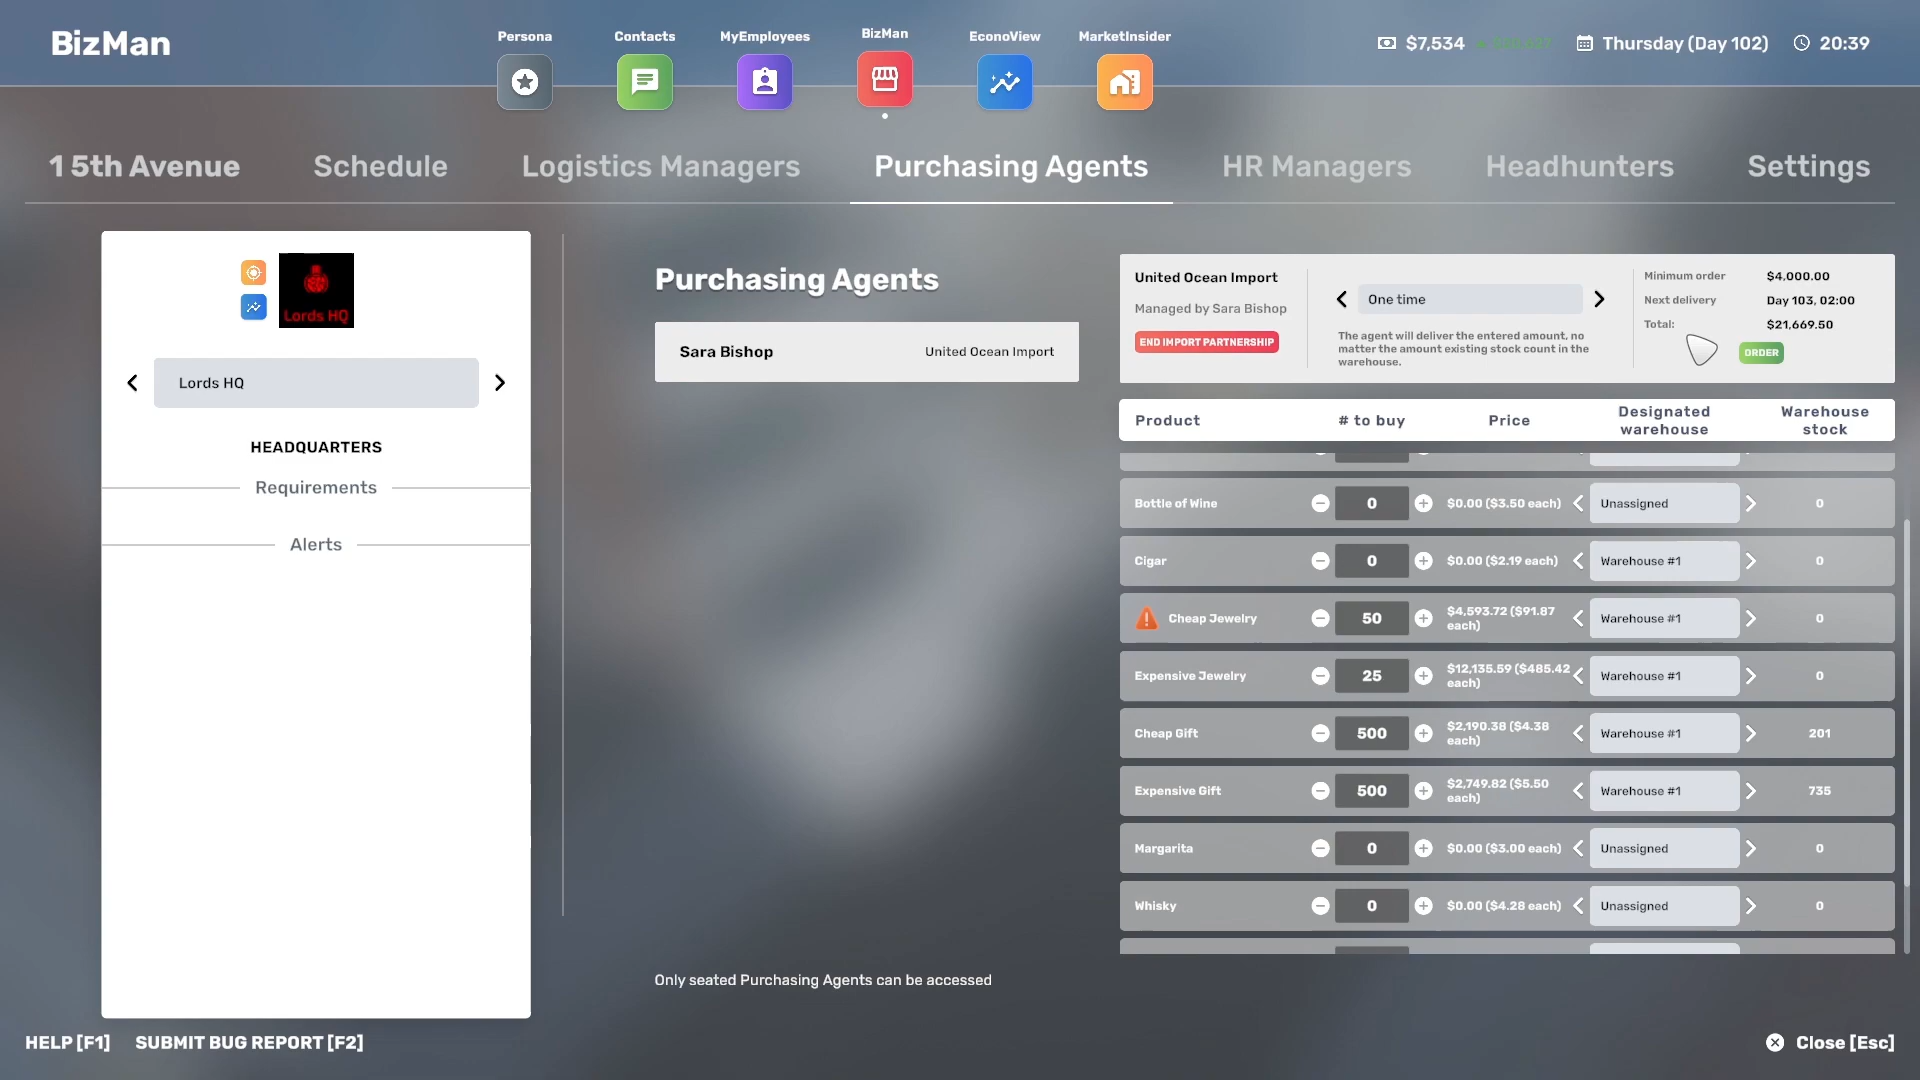 BizMan
Persona
Contacts
MyEmployees
BizMan
EconoView
MarketInsider
$7,534
Thursday (Day 102)
20:39
1 5th Avenue
Schedule
Logistics Managers
Purchasing Agents
HR Managers
Headhunters
Settings
Lords HQ
Lords HQ
HEADQUARTERS
Requirements
Alerts
Purchasing Agents
Sara Bishop
United Ocean Import
Only seated Purchasing Agents can be accessed
United Ocean Import
Managed by Sara Bishop
END IMPORT PARTNERSHIP
One time
The agent will deliver the entered amount, no
matter the amount existing stock count in the
warehouse.
Minimum order $4,000.00
Next delivery Day 103, 02:00
Total: $21,669.50
ORDER
Product # to buy Price Designated warehouse Warehouse stock
Bottle of Wine 0 $0.00 ($3.50 each) Unassigned 0
Cigar 0 $0.00 ($2.19 each) Warehouse #1 0
Cheap Jewelry 50 $4,593.72 ($91.87 each) Warehouse #1 0
Expensive Jewelry 25 $12,135.59 ($485.42 each) Warehouse #1 0
Cheap Gift 500 $2,190.38 ($4.38 each) Warehouse #1 201
Expensive Gift 500 $2,749.82 ($5.50 each) Warehouse #1 735
Margarita 0 $0.00 ($3.00 each) Unassigned 0
Whisky 0 $0.00 ($4.28 each) Unassigned 0
HELP [F1]
SUBMIT BUG REPORT [F2]
Close [Esc]